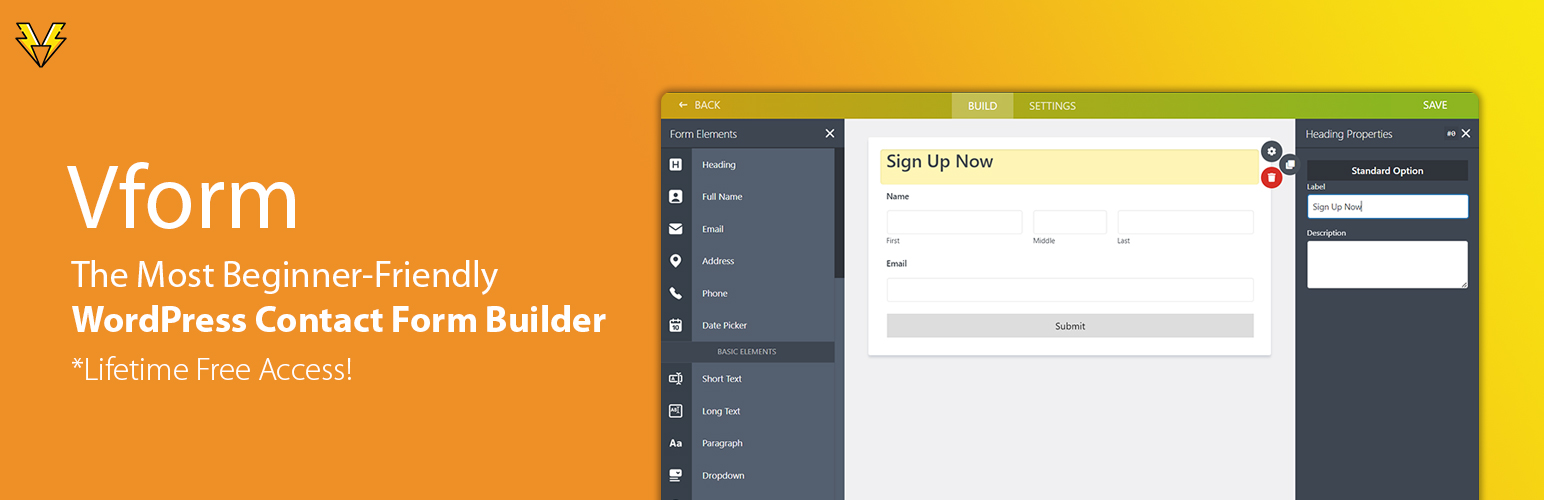 Vform
The Most Beginner-Friendly
WordPress Contact Form Builder
*Lifetime Free Access!
← BACK
BUILD
SETTINGS
SAVE
Form Elements
Heading
Full Name
Email
Address
Phone
Date Picker
BASIC ELEMENTS
Short Text
Long Text
Paragraph
Dropdown
Sign Up Now
Name
First
Middle
Last
Email
Submit
Heading Properties
#0
Standard Option
Label
Sign Up Now
Description